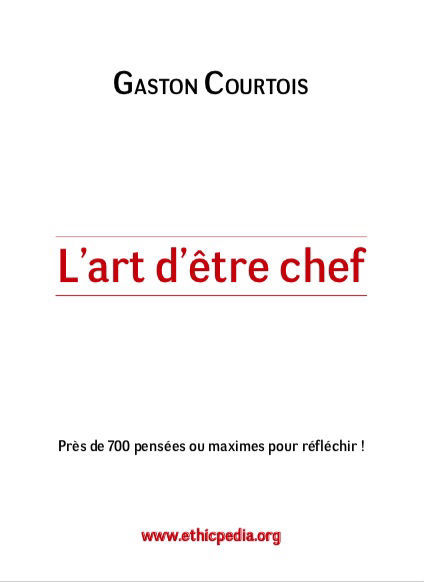 GASTON COURTOIS
L’art d’être chef
Près de 700 pensées ou maximes pour réfléchir !
www.ethicpedia.org